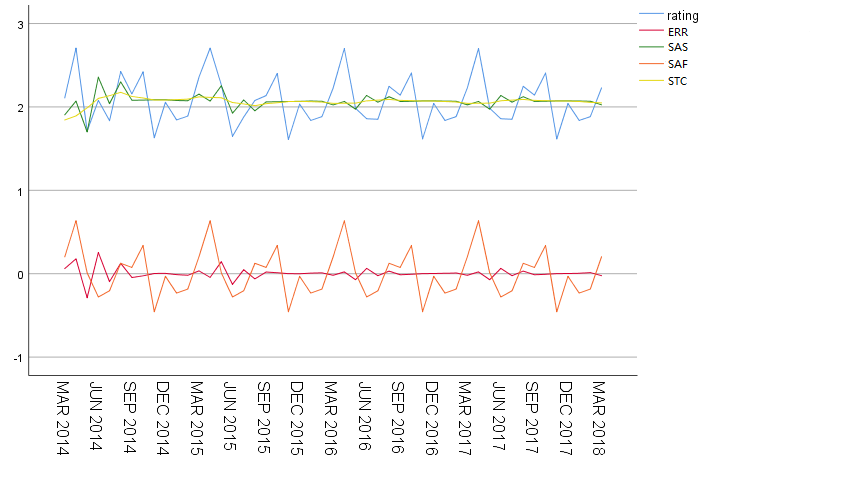 3
2
1
0
-1
MAR 2014
JUN 2014
SEP 2014
DEC 2014
MAR 2015
JUN 2015
SEP 2015
DEC 2015
MAR 2016
JUN 2016
SEP 2016
DEC 2016
MAR 2017
JUN 2017
SEP 2017
DEC 2017
MAR 2018
rating
ERR
SAS
SAF
STC